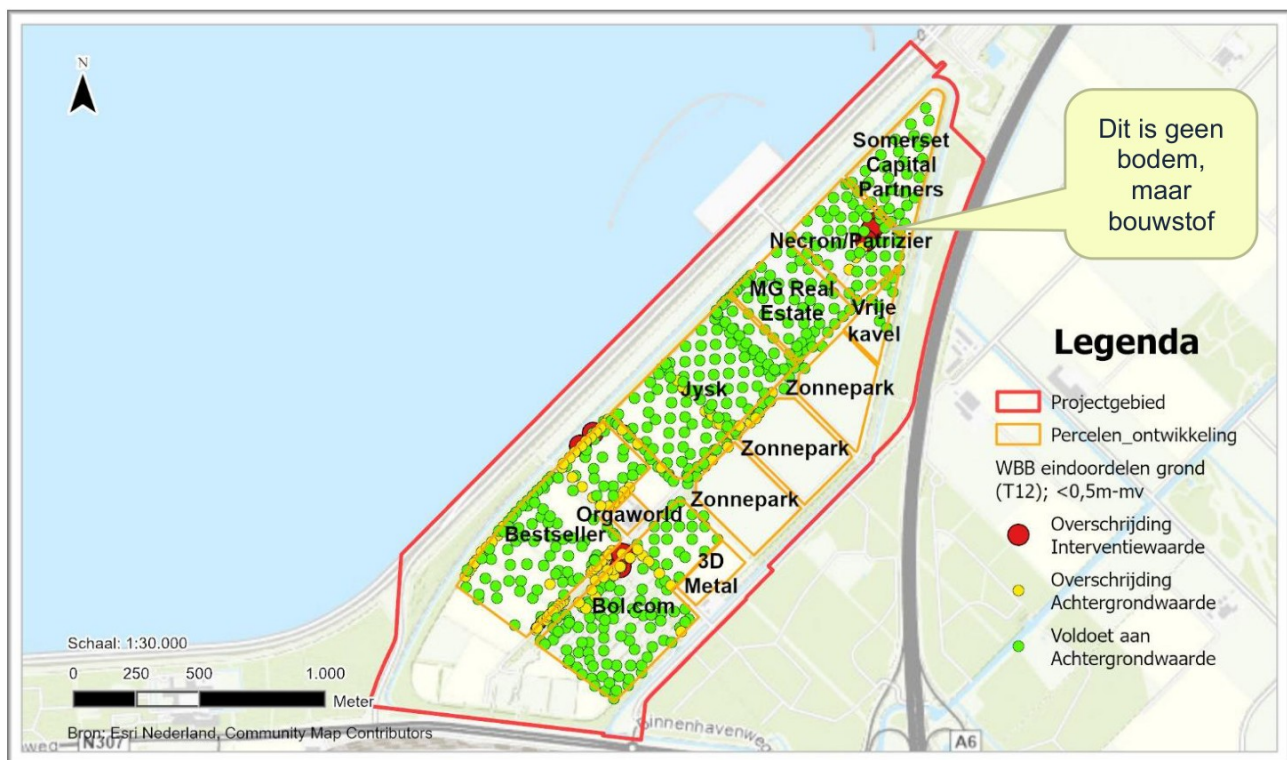 N
Dit is geen
bodem,
maar
bouwstof
Somerset
Capital
Partners
Necron/Patrizier
MG Real
Estate
Vrije
kavel
Jysk
Zonnepark
Zonnepark
Zonnepark
Orgaworld
Bestseller
3D
Metal
Bol.com
Legenda
Projectgebied
Percelen_ontwikkeling
WBB eindoordelen grond
(T12); <0,5m-mv
Overschrijding
Interventiewaarde
Overschrijding
Achtergrondwaarde
Voldoet aan
Achtergrondwaarde
Schaal: 1:30.000
0 250 500 1.000
Meter
Bron: Esri Nederland, Community Map Contributors
weg
N307
A6